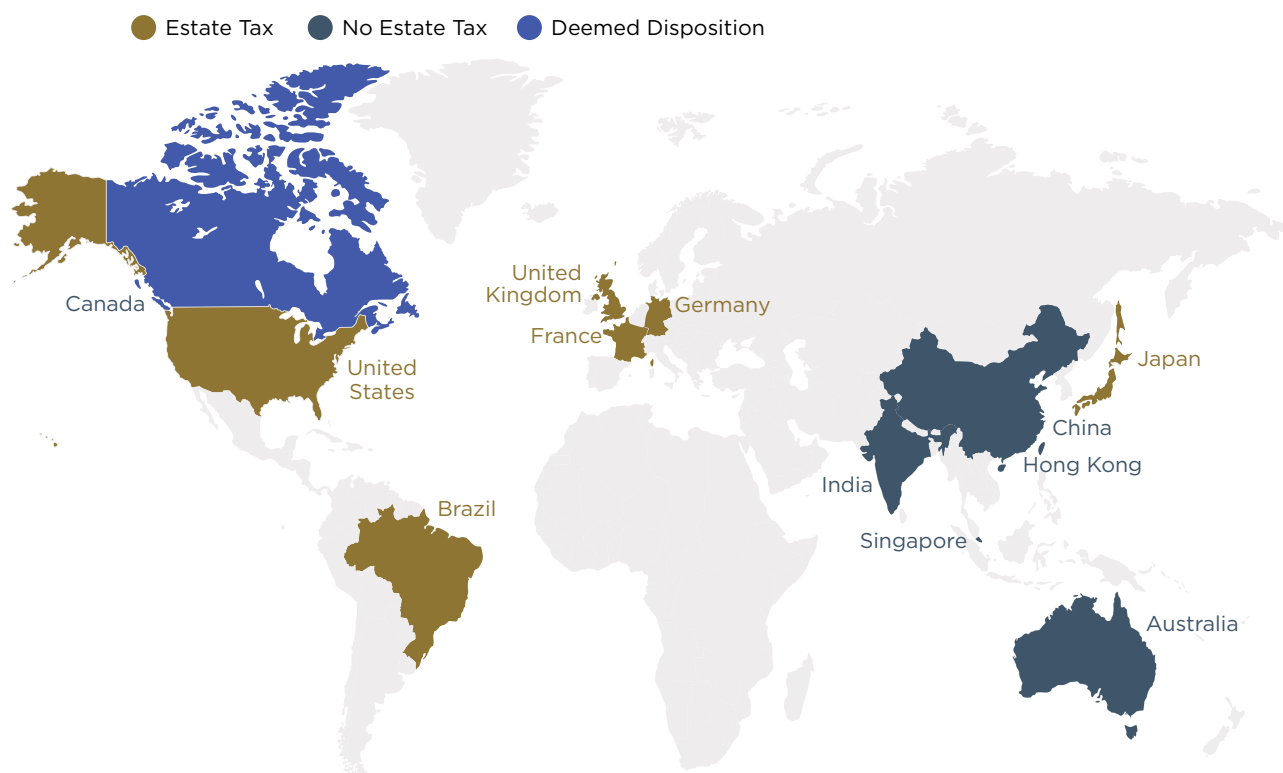 Estate Tax
No Estate Tax
Deemed Disposition
United
Kingdom
Germany
Canada
France
United
States
Japan
China
Hong Kong
India
Brazil
Singapore
Australia